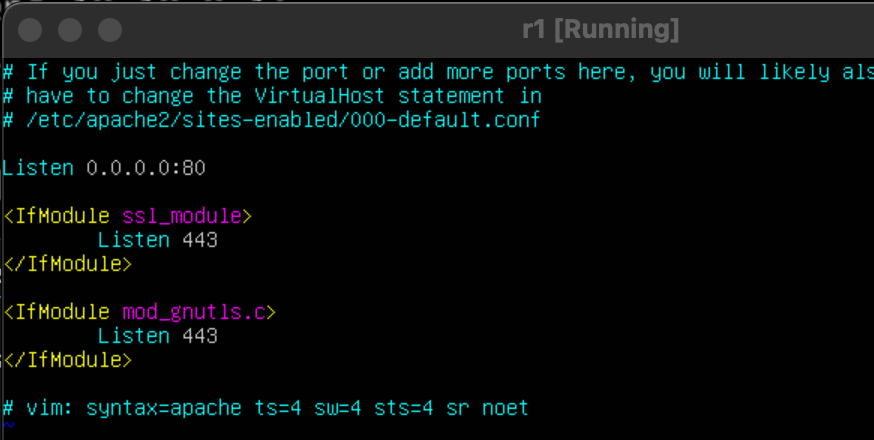 r1 [Running]
# If you just change the port or add more ports here, you will likely als
# have to change the VirtualHost statement in
# /etc/apache2/sites-enabled/000-default.conf
Listen 0.0.0.0:80
<IfModule ssl_module>
Listen 443
</IfModule>
<IfModule mod_gnutls.c>
Listen 443
</IfModule>
# vim: syntax=apache ts=4 sw=4 sts=4 sr noet
~